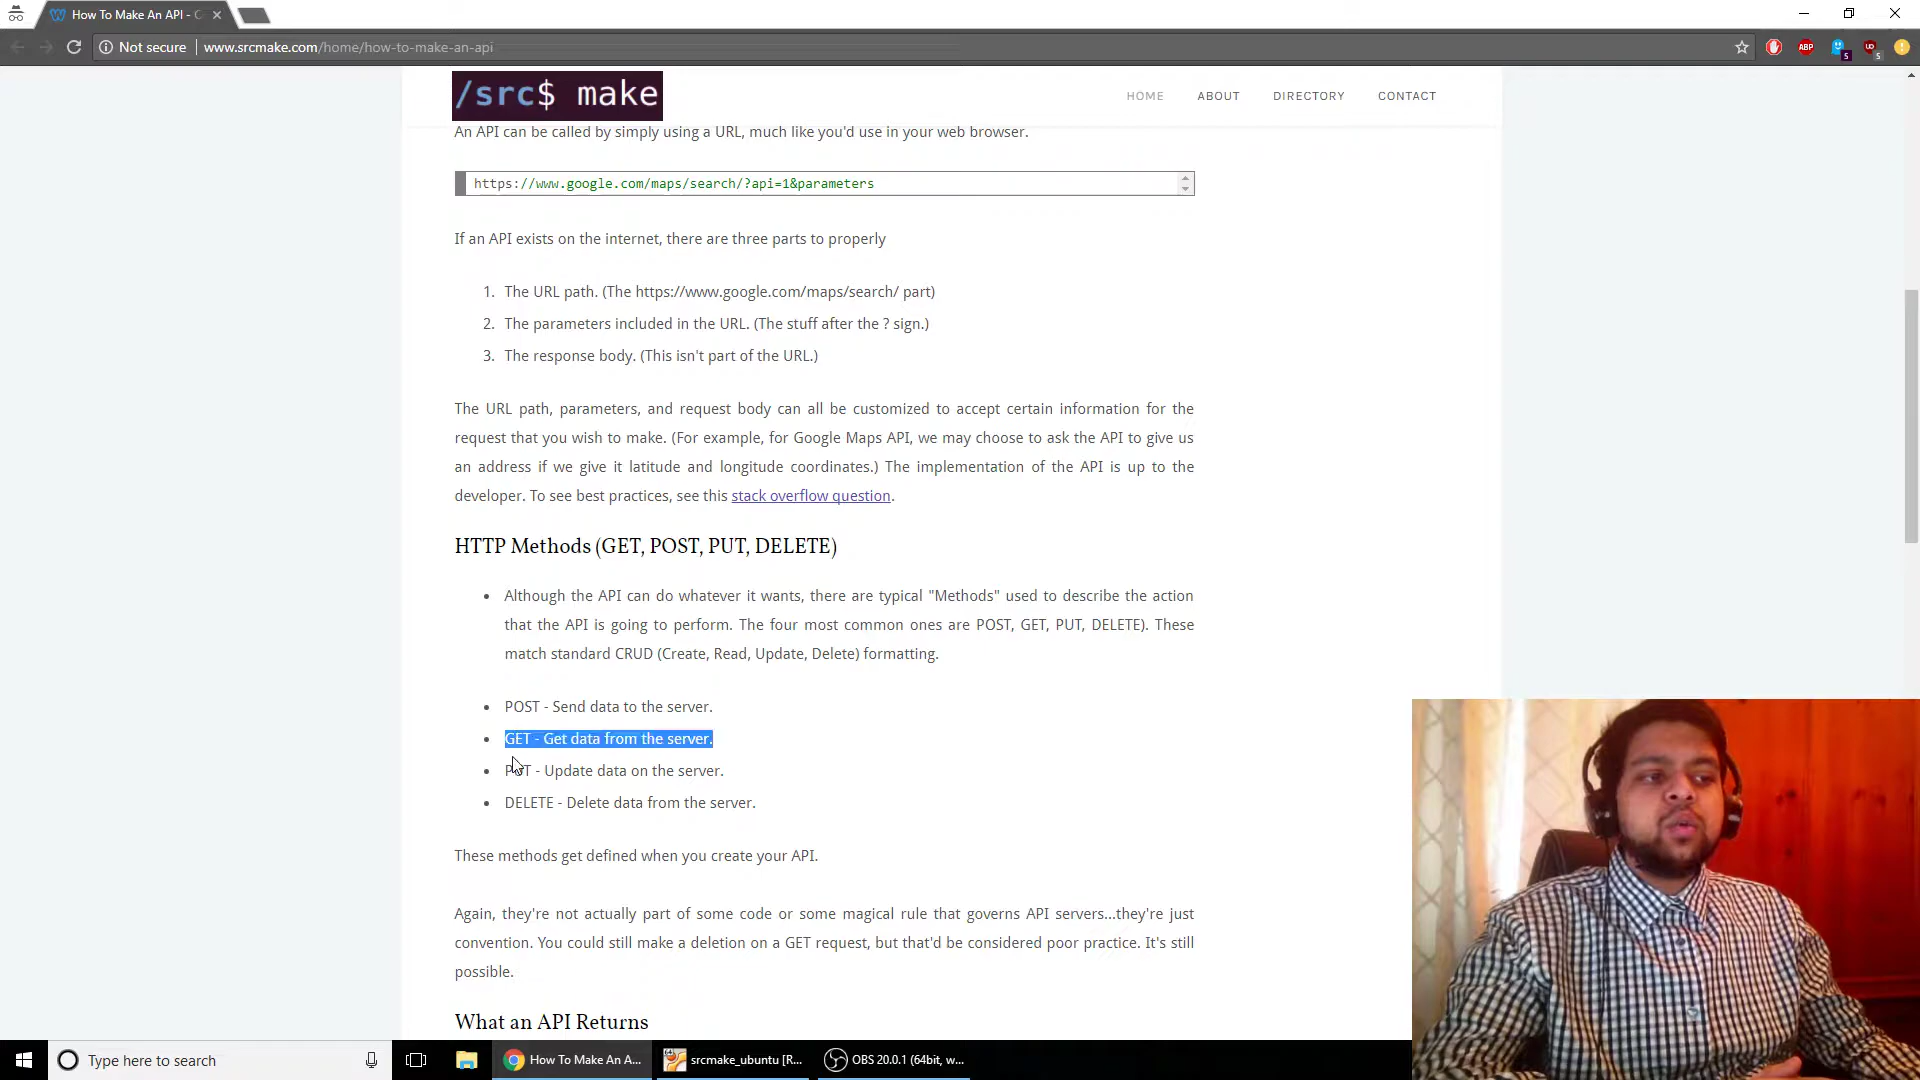 How To Make An API - C
Not secure www.srcmake.com/home/how-to-make-an-api
ABP
UD
5
5
/src$ make
HOME
ABOUT
DIRECTORY
CONTACT
An API can be called by simply using a URL, much like you'd use in your web browser.
https://www.google.com/maps/search/?api=1&parameters
If an API exists on the internet, there are three parts to properly
1. The URL path. (The https://www.google.com/maps/search/ part)
2. The parameters included in the URL. (The stuff after the ? sign.)
3. The response body. (This isn't part of the URL.)
The URL path, parameters, and request body can all be customized to accept certain information for the
request that you wish to make. (For example, for Google Maps API, we may choose to ask the API to give us
an address if we give it latitude and longitude coordinates.) The implementation of the API is up to the
developer. To see best practices, see this stack overflow question.
HTTP Methods (GET, POST, PUT, DELETE)
• Although the API can do whatever it wants, there are typical "Methods" used to describe the action
that the API is going to perform. The four most common ones are POST, GET, PUT, DELETE). These
match standard CRUD (Create, Read, Update, Delete) formatting.
• POST - Send data to the server.
• GET - Get data from the server.
• PUT - Update data on the server.
• DELETE - Delete data from the server.
These methods get defined when you create your API.
Again, they're not actually part of some code or some magical rule that governs API servers...they're just
convention. You could still make a deletion on a GET request, but that'd be considered poor practice. It's still
possible.
What an API Returns
Type here to search
How To Make An A...
srcmake_ubuntu [R...
OBS 20.0.1 (64bit, w...